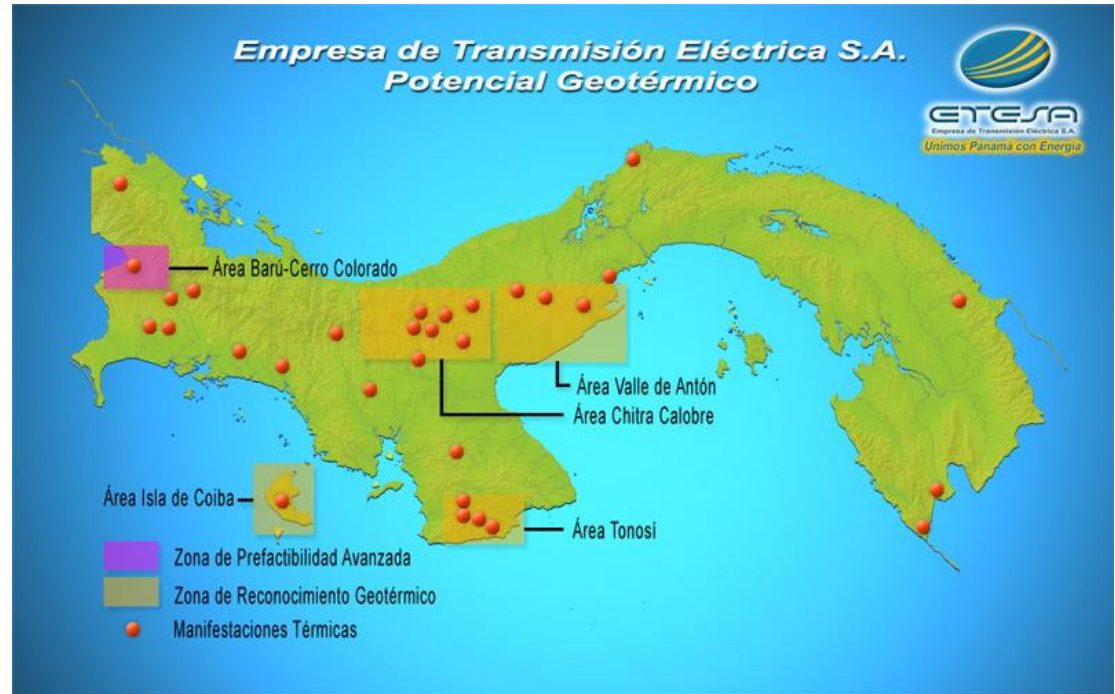 Empresa de Transmisión Eléctrica S.A.
Potencial Geotérmico
ETESA
Empresa de Transmisión Eléctrica S.A.
Unimos Panamá con Energía
Área Barú-Cerro Colorado
Área Valle de Antón
Área Chitra Calobre
Área Isla de Coiba
Área Tonosí
Zona de Prefactibilidad Avanzada
Zona de Reconocimiento Geotérmico
Manifestaciones Térmicas